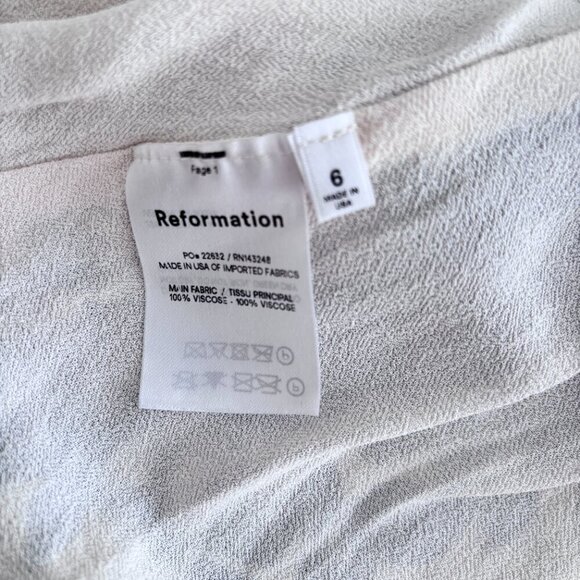 Page 1
Reformation
PO# 22632 / RN143248
MADE IN USA OF IMPORTED FABRICS
MAIN FABRIC / TISSU PRINCIPAL
100% VISCOSE - 100% VISCOSE
6
MADE IN
USA